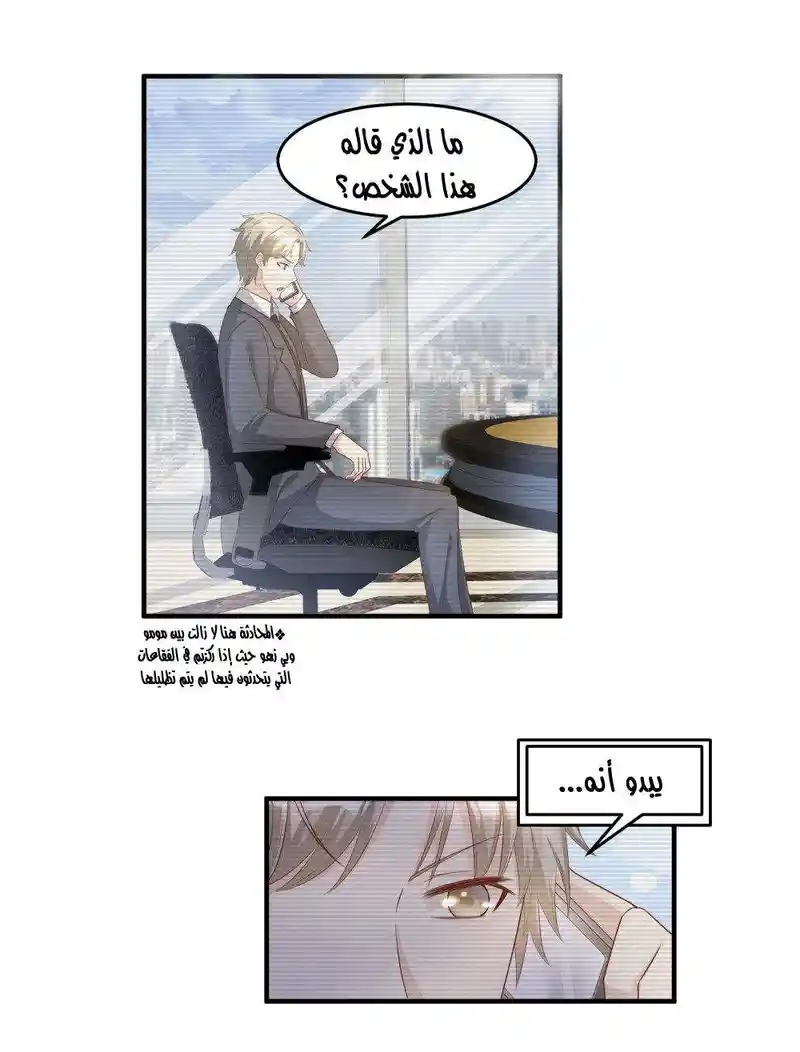 ما الذي قاله
هذا الشخص؟
❖المحادثة هنا لا زالت بين مومو
وبي نهو حيث إذا ركزتم في الفقاعات
التي يتحدثون فيها لم يتم تظليلها
يبدو أنه...